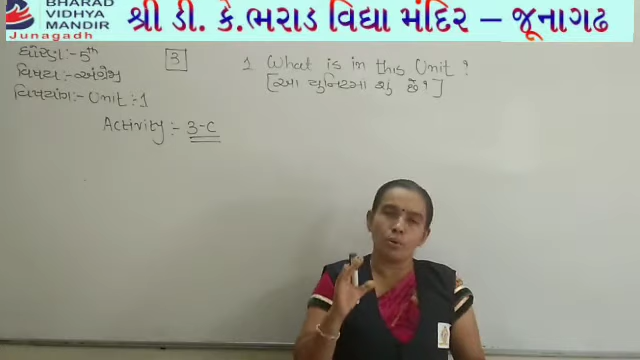 BHARAD
VIDHYA
MANDIR
Junagadh
શ્રી ડી. કે.ભરાડ વિદ્યા મંદિર – જૂનાગઢ
ધોરણ:- 5th
વિષય:- અંગ્રેજી
વિષયાંગ:- Unit :- 1
Activity:- 3-C
3
1 What is in this Unit ?
[આ યુનિટમાં શું છે ?]